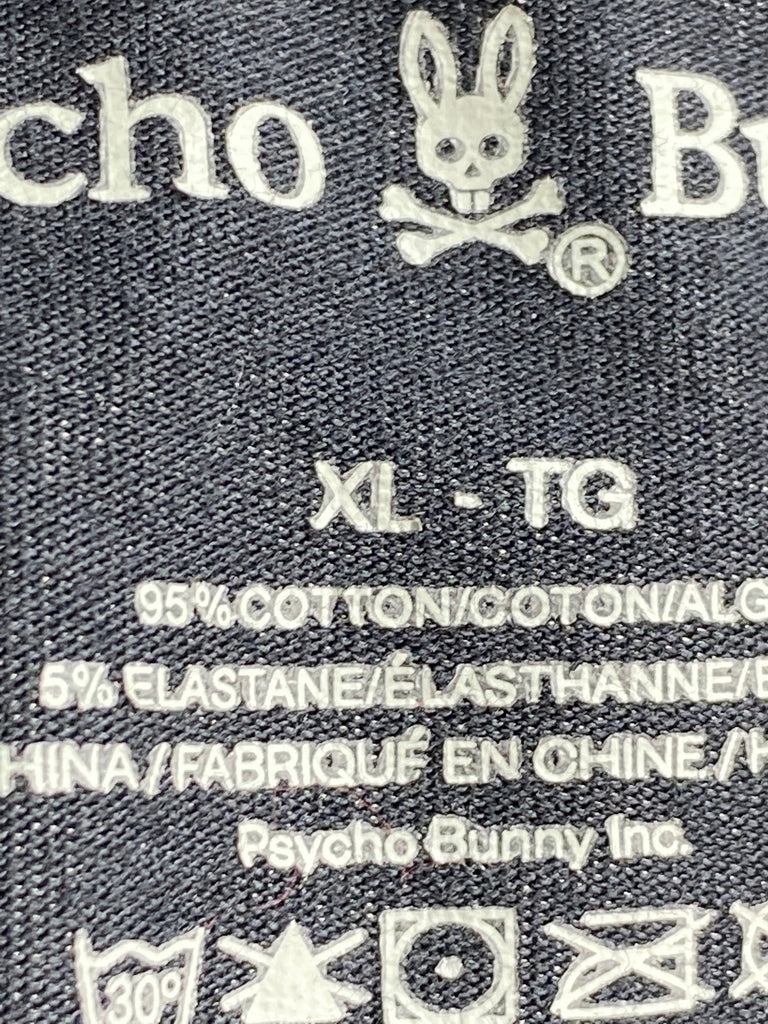 cho Bu
®
XL - TG
95% COTTON/COTON/ALG
5% ELASTANE/ÉLASTHANNE/E
HINA/FABRIQUÉ EN CHINE/H
Psycho Bunny Inc.
30°